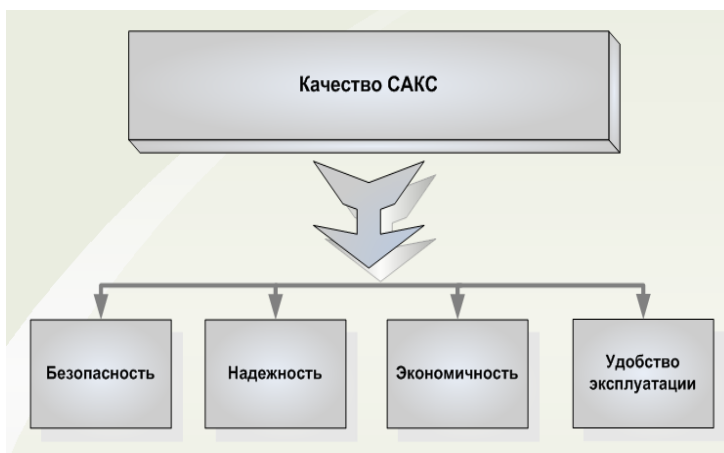 Качество САКС
Безопасность
Надежность
Экономичность
Удобство
эксплуатации